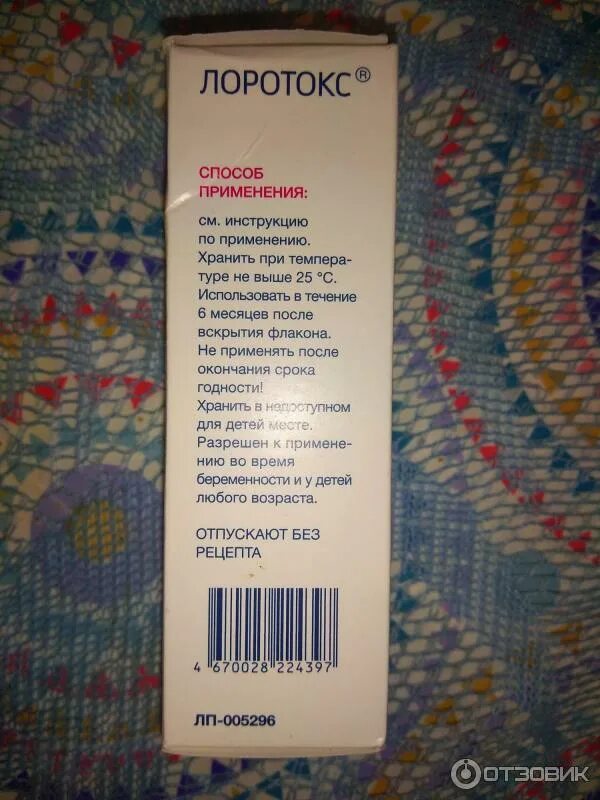 ЛОРОТОКС®
СПОСОБ
ПРИМЕНЕНИЯ:
см. инструкцию
по применению.
Хранить при темпера-
туре не выше 25 °С.
Использовать в течение
6 месяцев после
вскрытия флакона.
Не применять после
окончания срока
годности!
Хранить в недоступном
для детей месте.
Разрешен к примене-
нию во время
беременности и у детей
любого возраста.
ОТПУСКАЮТ БЕЗ
РЕЦЕПТА
4 670028 224397
ЛП-005296
ОТЗОВИК